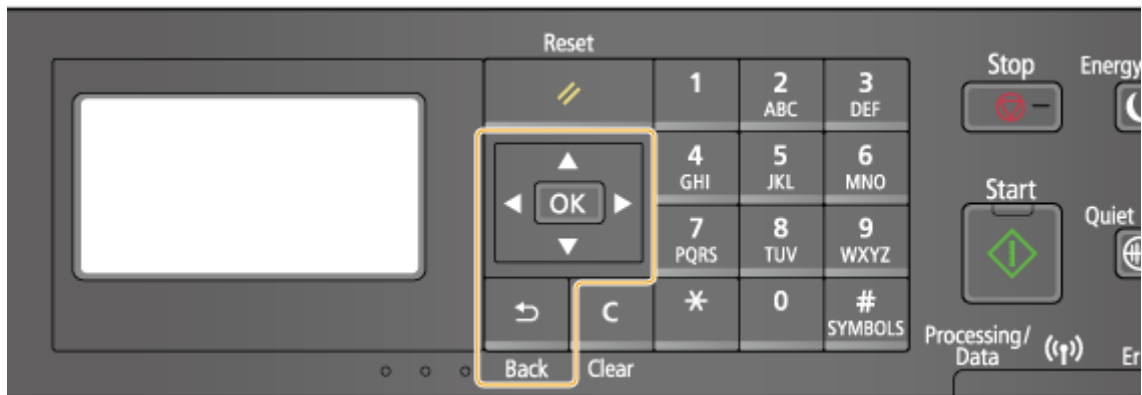 Reset
Stop
Energy
1
2
ABC
3
DEF
OK
4
GHI
5
JKL
6
MNO
Start
7
PQRS
8
TUV
9
WXYZ
Quiet
C
*
0
#
SYMBOLS
Back
Clear
Processing/
Data
Er